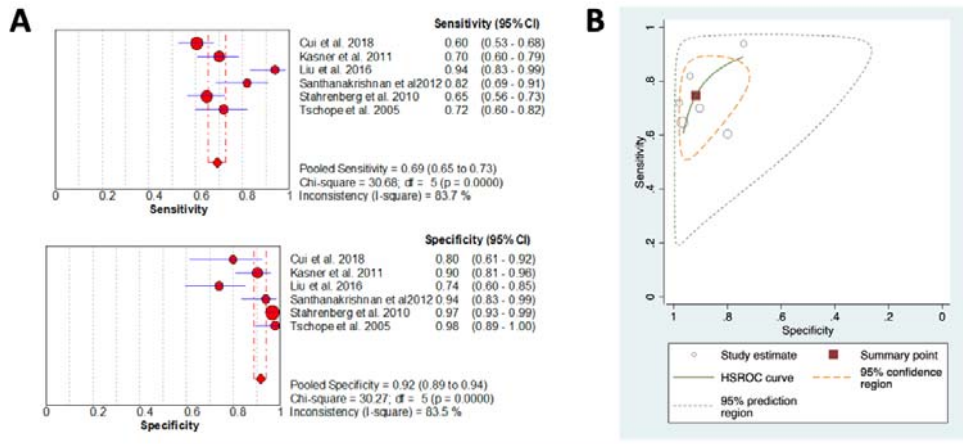 A
Sensitivity (95% CI)
Cui et al. 2018 0.60 (0.53 - 0.68)
Kasner et al. 2011 0.70 (0.60 - 0.79)
Liu et al. 2016 0.94 (0.83 - 0.99)
Santhanakrishnan et al2012 0.82 (0.69 - 0.91)
Stahrenberg et al. 2010 0.65 (0.56 - 0.73)
Tschope et al. 2005 0.72 (0.60 - 0.82)
Pooled Sensitivity = 0.69 (0.65 to 0.73)
Chi-square = 30.68; df = 5 (p = 0.0000)
Inconsistency (I-square) = 83.7 %
0 0.2 0.4 0.6 0.8 1
Sensitivity
Specificity (95% CI)
Cui et al. 2018 0.80 (0.61 - 0.92)
Kasner et al. 2011 0.90 (0.81 - 0.96)
Liu et al. 2016 0.74 (0.60 - 0.85)
Santhanakrishnan et al2012 0.94 (0.83 - 0.99)
Stahrenberg et al. 2010 0.97 (0.93 - 0.99)
Tschope et al. 2005 0.98 (0.89 - 1.00)
Pooled Specificity = 0.92 (0.89 to 0.94)
Chi-square = 30.27; df = 5 (p = 0.0000)
Inconsistency (I-square) = 83.5 %
0 0.2 0.4 0.6 0.8 1
Specificity
B
1
.8
.6
.4
.2
0
Sensitivity
1 .8 .6 .4 .2 0
Specificity
Study estimate
Summary point
HSROC curve
95% confidence
region
95% prediction
region